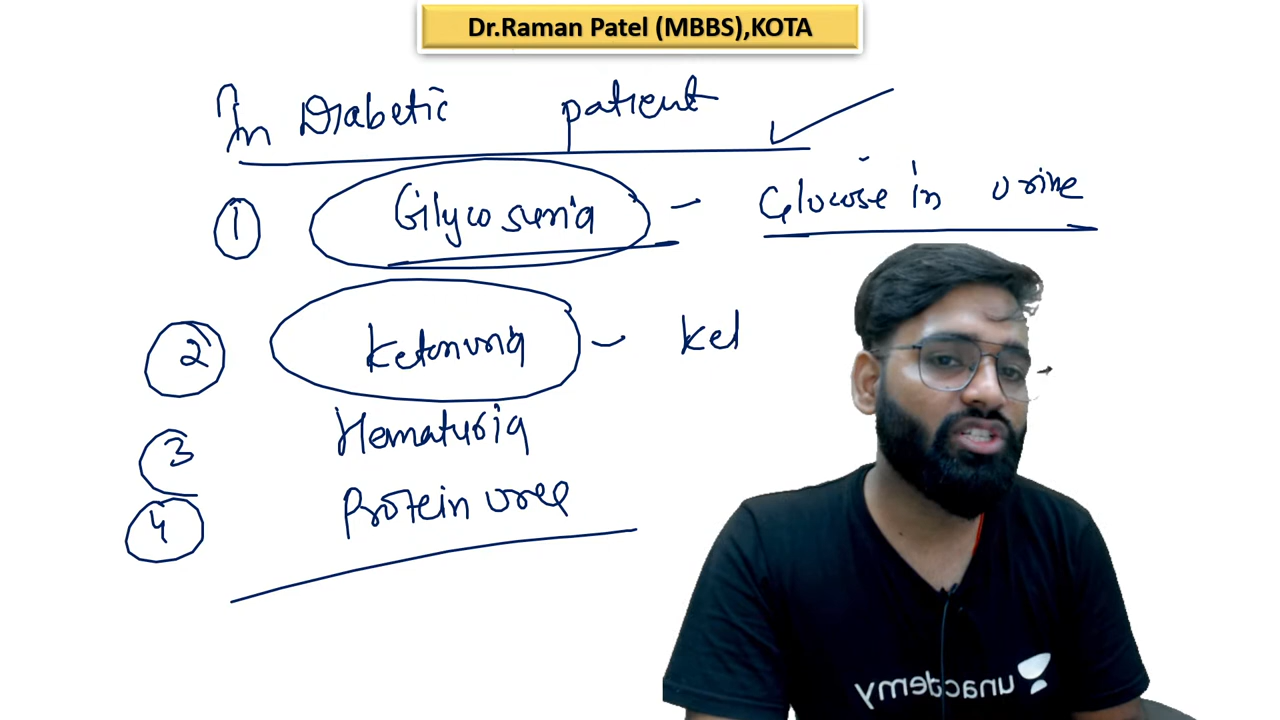 Dr.Raman Patel (MBBS),KOTA
In Diabetic patient
1 Glycosuria - Glucose in urine
2 Ketonuria - Ket
3 Hematuria
4 Protein urea
unacademy